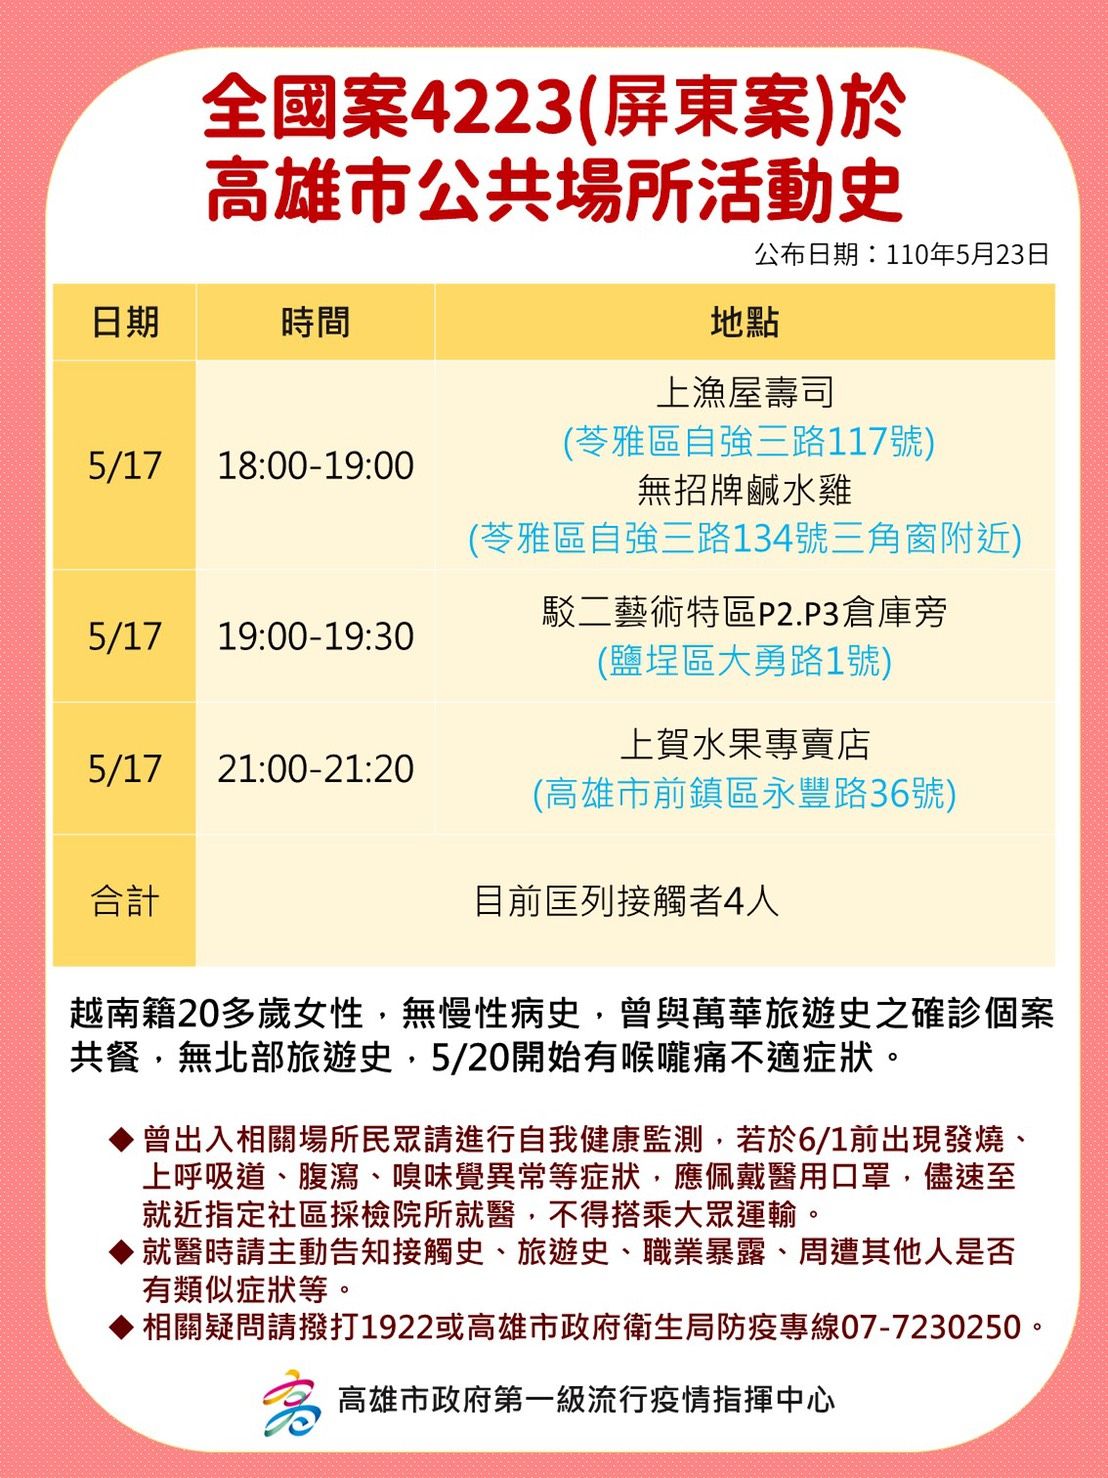 全國案4223(屏東案)於
高雄市公共場所活動史
公布日期：110年5月23日
日期 時間 地點
5/17 18:00-19:00
上漁屋壽司
(苓雅區自強三路117號)
無招牌鹹水雞
(苓雅區自強三路134號三角窗附近)
5/17 19:00-19:30
駁二藝術特區P2.P3倉庫旁
(鹽埕區大勇路1號)
5/17 21:00-21:20
上賀水果專賣店
(高雄市前鎮區永豐路36號)
合計 目前匡列接觸者4人
越南籍20多歲女性，無慢性病史，曾與萬華旅遊史之確診個案
共餐，無北部旅遊史，5/20開始有喉嚨痛不適症狀。
◆曾出入相關場所民眾請進行自我健康監測，若於6/1前出現發燒、
上呼吸道、腹瀉、嗅味覺異常等症狀，應佩戴醫用口罩，儘速至
就近指定社區採檢院所就醫，不得搭乘大眾運輸。
◆就醫時請主動告知接觸史、旅遊史、職業暴露、周遭其他人是否
有類似症狀等。
◆相關疑問請撥打1922或高雄市政府衛生局防疫專線07-7230250。
高雄市政府第一級流行疫情指揮中心